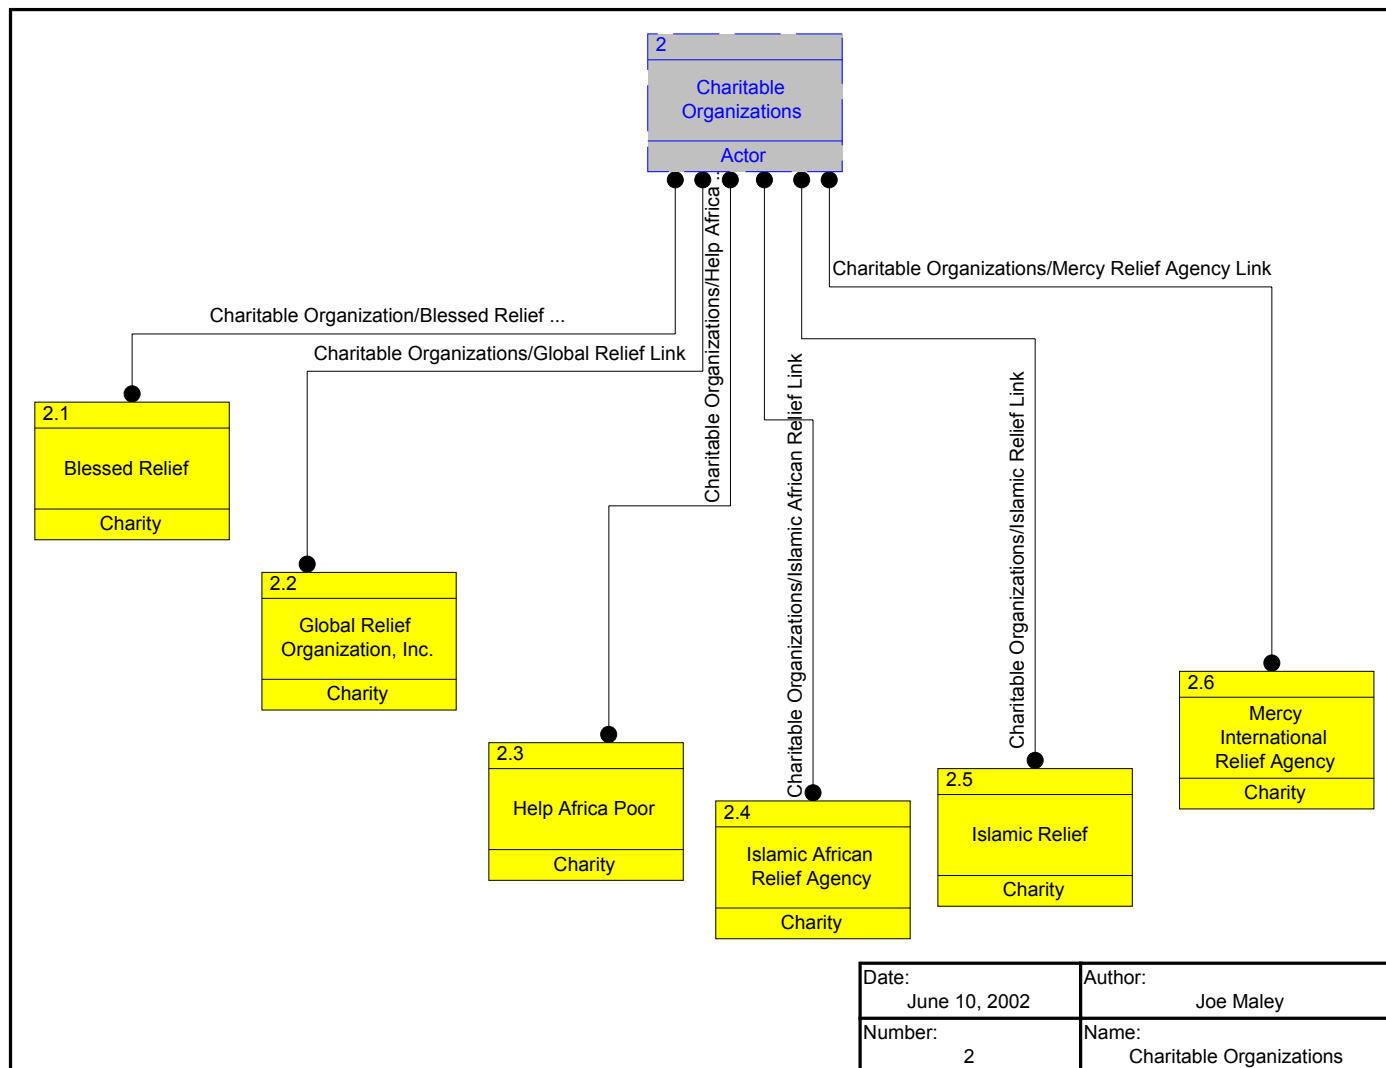 2
Charitable
Organizations
Actor
Charitable Organizations/Mercy Relief Agency Link
Charitable Organization/Blessed Relief ...
Charitable Organizations/Global Relief Link
Charitable Organizations/Help Africa ...
Charitable Organizations/Islamic African Relief Link
Charitable Organizations/Islamic Relief Link
2.1
Blessed Relief
Charity
2.2
Global Relief
Organization, Inc.
Charity
2.3
Help Africa Poor
Charity
2.4
Islamic African
Relief Agency
Charity
2.5
Islamic Relief
Charity
2.6
Mercy
International
Relief Agency
Charity
Date:
June 10, 2002
Author:
Joe Maley
Number:
2
Name:
Charitable Organizations